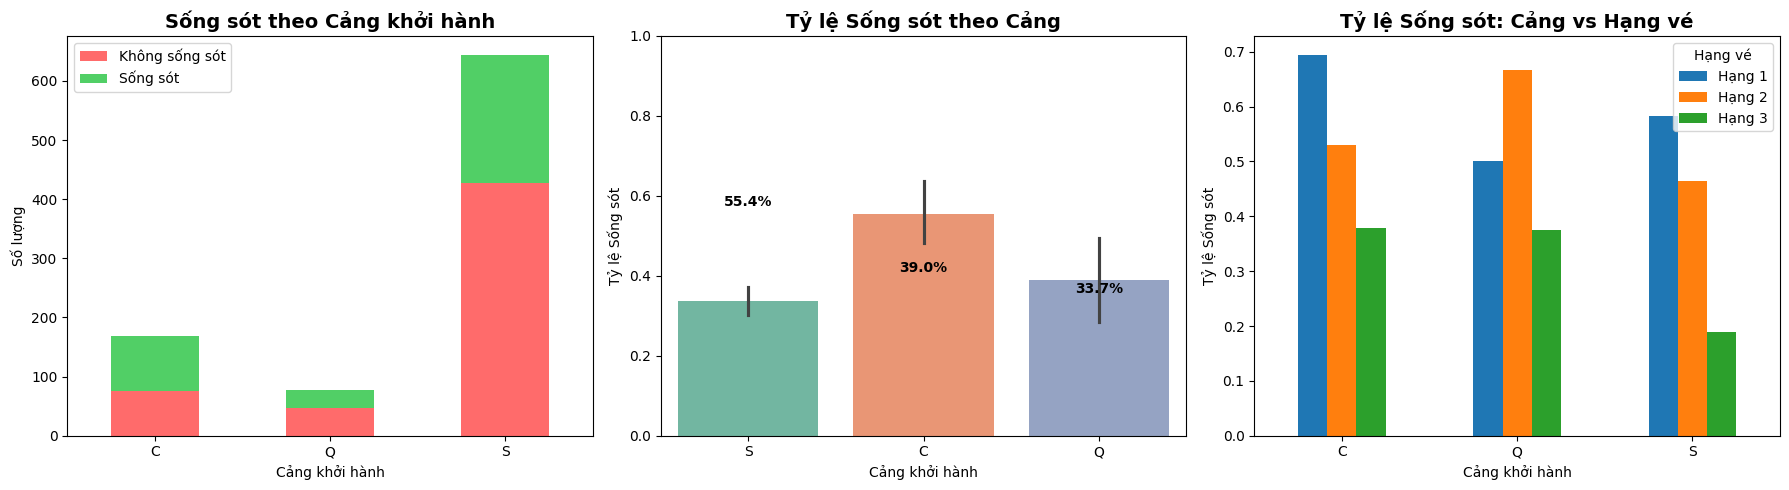 Sống sót theo Cảng khởi hành
Số lượng
600
500
400
300
200
100
0
Không sống sót
Sống sót
C
Q
S
Cảng khởi hành
Tỷ lệ Sống sót theo Cảng
Tỷ lệ Sống sót
1.0
0.8
0.6
0.4
0.2
0.0
55.4%
39.0%
33.7%
S
C
Q
Cảng khởi hành
Tỷ lệ Sống sót: Cảng vs Hạng vé
Tỷ lệ Sống sót
0.7
0.6
0.5
0.4
0.3
0.2
0.1
0.0
Hạng vé
Hạng 1
Hạng 2
Hạng 3
C
Q
S
Cảng khởi hành